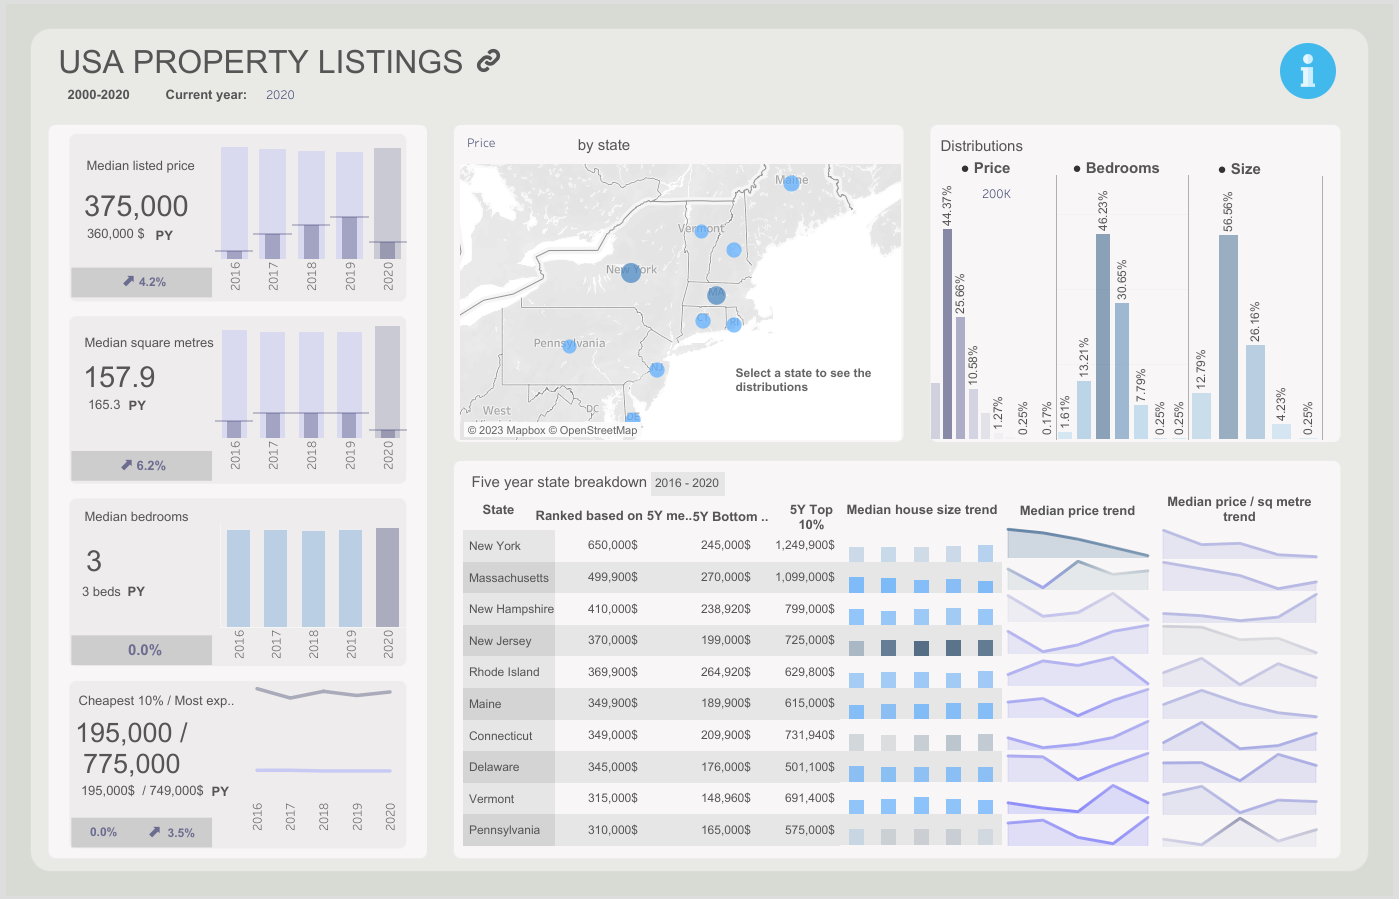 USA PROPERTY LISTINGS
2000-2020 Current year: 2020
Median listed price
375,000
360,000 $ PY
4.2%
2016 2017 2018 2019 2020
Median square metres
157.9
165.3 PY
6.2%
2016 2017 2018 2019 2020
Median bedrooms
3
3 beds PY
0.0%
2016 2017 2018 2019 2020
Cheapest 10% / Most exp..
195,000 /
775,000
195,000$ / 749,000$ PY
0.0% 3.5%
2016 2017 2018 2019 2020
Price by state
Maine
Vermont
New York
MA
CT RI
Pennsylvania
NJ
West DC
DE
Select a state to see the
distributions
© 2023 Mapbox © OpenStreetMap
Distributions
● Price ● Bedrooms ● Size
200K
44.37% 25.66% 10.58% 1.27% 0.25% 0.17%
1.61% 13.21% 46.23% 30.65% 7.79% 0.25% 0.25%
12.79% 56.56% 26.16% 4.23% 0.25%
Five year state breakdown 2016 - 2020
State Ranked based on 5Y me.. 5Y Bottom .. 5Y Top
10%
Median house size trend Median price trend Median price / sq metre
trend
New York 650,000$ 245,000$ 1,249,900$
Massachusetts 499,900$ 270,000$ 1,099,000$
New Hampshire 410,000$ 238,920$ 799,000$
New Jersey 370,000$ 199,000$ 725,000$
Rhode Island 369,900$ 264,920$ 629,800$
Maine 349,900$ 189,900$ 615,000$
Connecticut 349,000$ 209,900$ 731,940$
Delaware 345,000$ 176,000$ 501,100$
Vermont 315,000$ 148,960$ 691,400$
Pennsylvania 310,000$ 165,000$ 575,000$